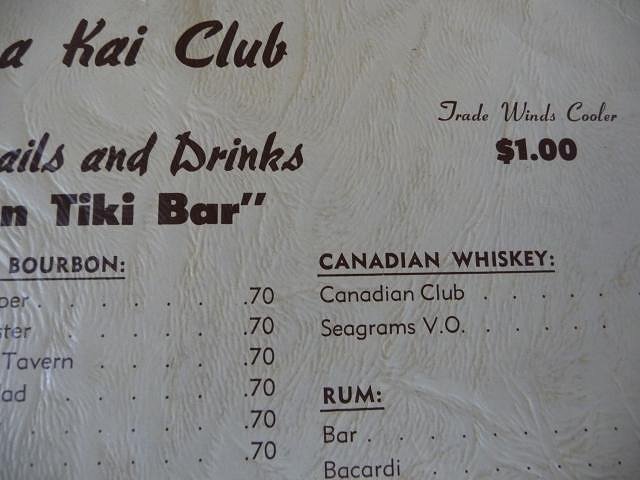 a Kai Club
Trade Winds Cooler
$1.00
ails and Drinks
n Tiki Bar"
BOURBON:
per . . . . . . .70
ster . . . . . .70
Tavern . . . . .70
ad . . . . . .70
. . . . . .70
. . . . . .70
CANADIAN WHISKEY:
Canadian Club . . . . .
Seagrams V.O. . . . . .
RUM:
Bar . . . . . . . . .
Bacardi . . . . . . .